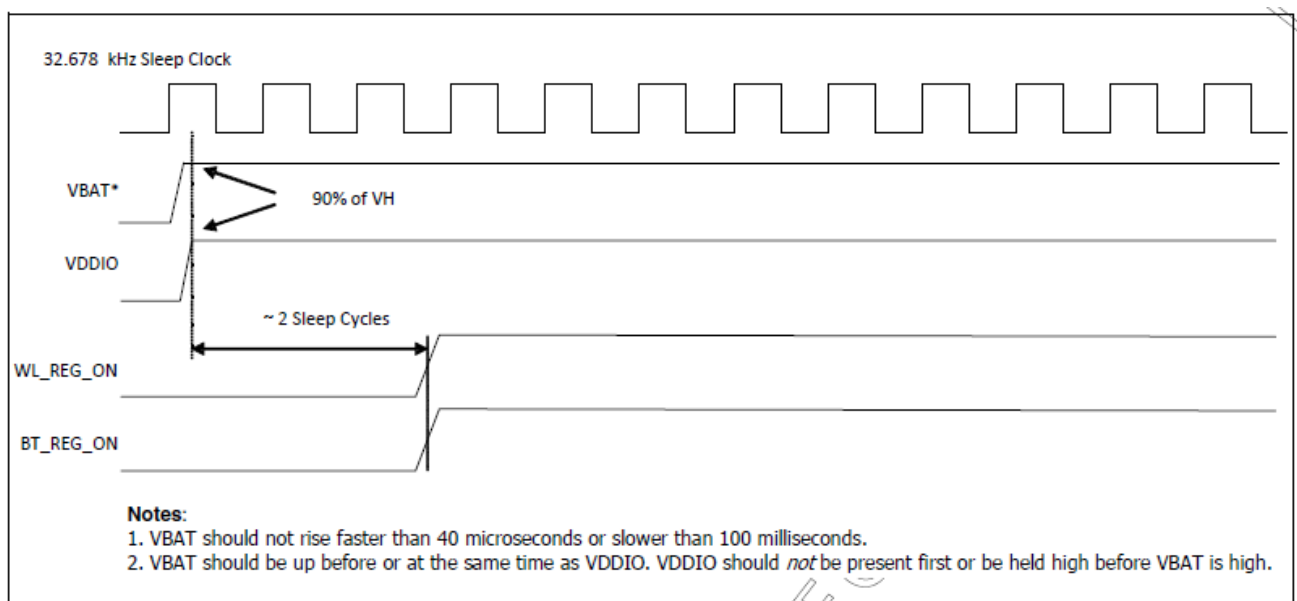 32.678 kHz Sleep Clock
VBAT*
90% of VH
VDDIO
~ 2 Sleep Cycles
WL_REG_ON
BT_REG_ON
Notes:
1. VBAT should not rise faster than 40 microseconds or slower than 100 milliseconds.
2. VBAT should be up before or at the same time as VDDIO. VDDIO should not be present first or be held high before VBAT is high.